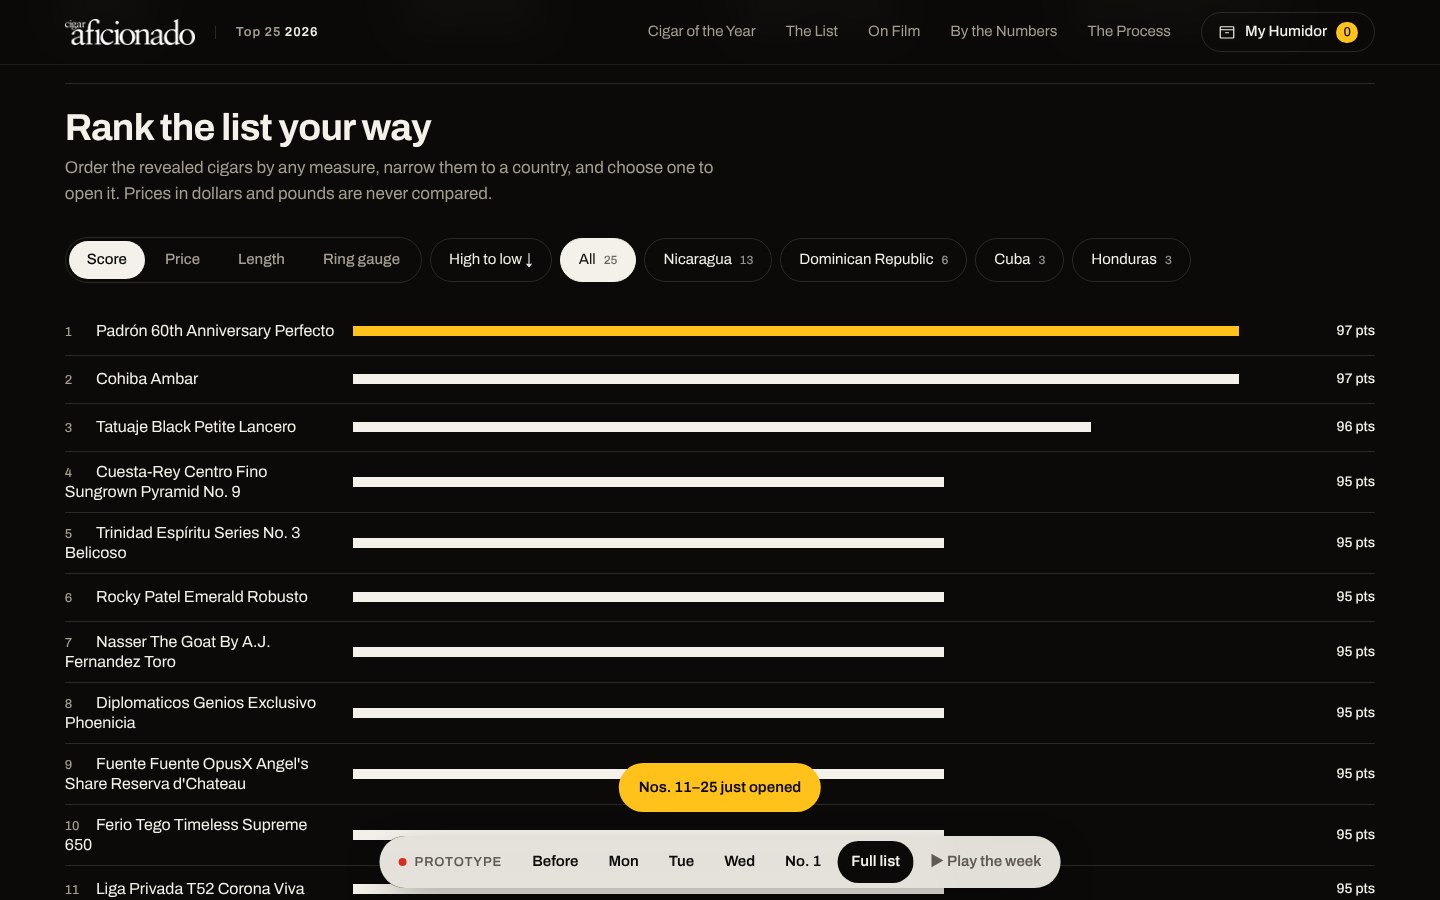 cigar aficionado
Top 25 2026
Cigar of the Year
The List
On Film
By the Numbers
The Process
My Humidor 0
Rank the list your way
Order the revealed cigars by any measure, narrow them to a country, and choose one to
open it. Prices in dollars and pounds are never compared.
Score
Price
Length
Ring gauge
High to low ↓
All 25
Nicaragua 13
Dominican Republic 6
Cuba 3
Honduras 3
1 Padrón 60th Anniversary Perfecto 97 pts
2 Cohiba Ambar 97 pts
3 Tatuaje Black Petite Lancero 96 pts
4 Cuesta-Rey Centro Fino
Sungrown Pyramid No. 9 95 pts
5 Trinidad Espíritu Series No. 3
Belicoso 95 pts
6 Rocky Patel Emerald Robusto 95 pts
7 Nasser The Goat By A.J.
Fernandez Toro 95 pts
8 Diplomaticos Genios Exclusivo
Phoenicia 95 pts
9 Fuente Fuente OpusX Angel's
Share Reserva d'Chateau 95 pts
Nos. 11–25 just opened
10 Ferio Tego Timeless Supreme
650 95 pts
PROTOTYPE Before Mon Tue Wed No. 1 Full list ▶ Play the week
11 Liga Privada T52 Corona Viva 95 pts